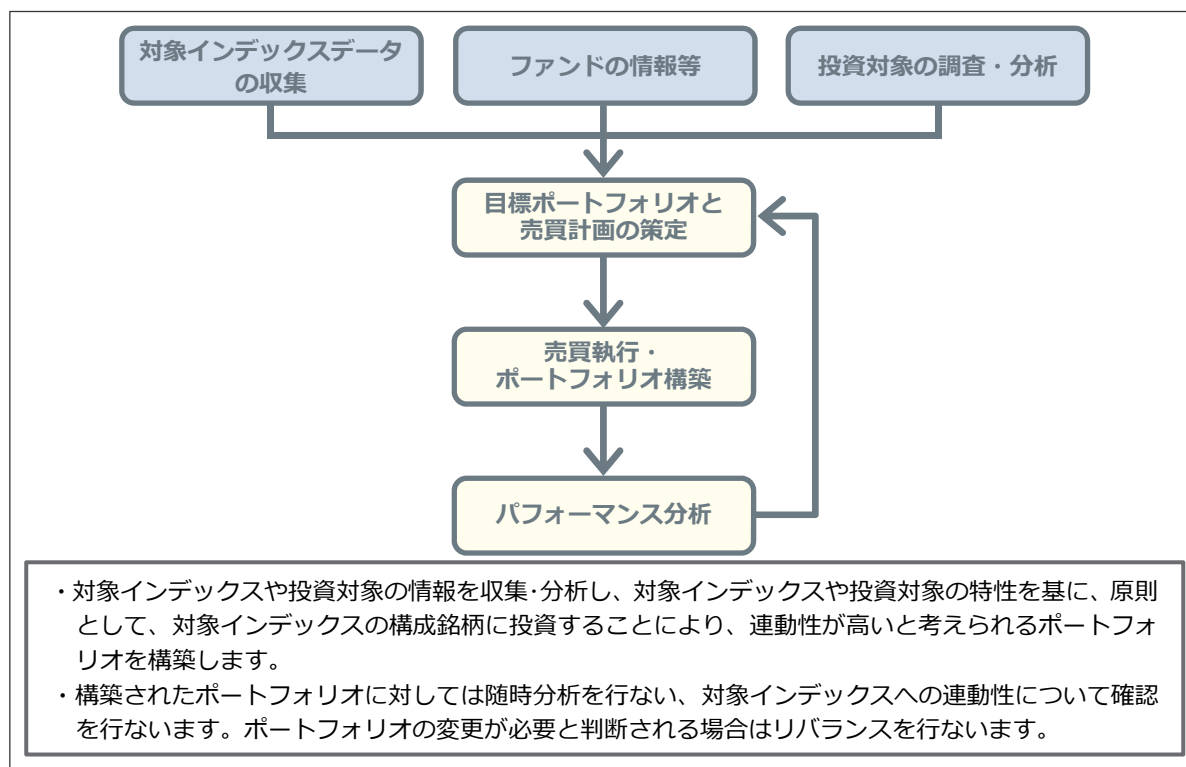 対象インデックスデータ
の収集
ファンドの情報等
投資対象の調査・分析
目標ポートフォリオと
売買計画の策定
売買執行・
ポートフォリオ構築
パフォーマンス分析
・対象インデックスや投資対象の情報を収集・分析し、対象インデックスや投資対象の特性を基に、原則
として、対象インデックスの構成銘柄に投資することにより、連動性が高いと考えられるポートフォ
リオを構築します。
・構築されたポートフォリオに対しては随時分析を行ない、対象インデックスへの連動性について確認
を行ないます。ポートフォリオの変更が必要と判断される場合はリバランスを行ないます。